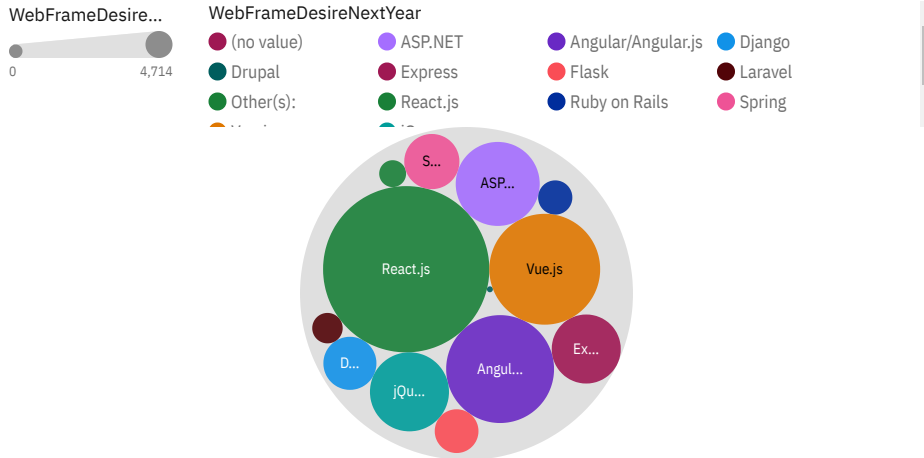 WebFrameDesire...
0 4,714
WebFrameDesireNextYear
(no value) ASP.NET Angular/Angular.js Django
Drupal Express Flask Laravel
Other(s): React.js Ruby on Rails Spring
S...
ASP...
React.js
Vue.js
Ex...
D...
Angul...
jQu...